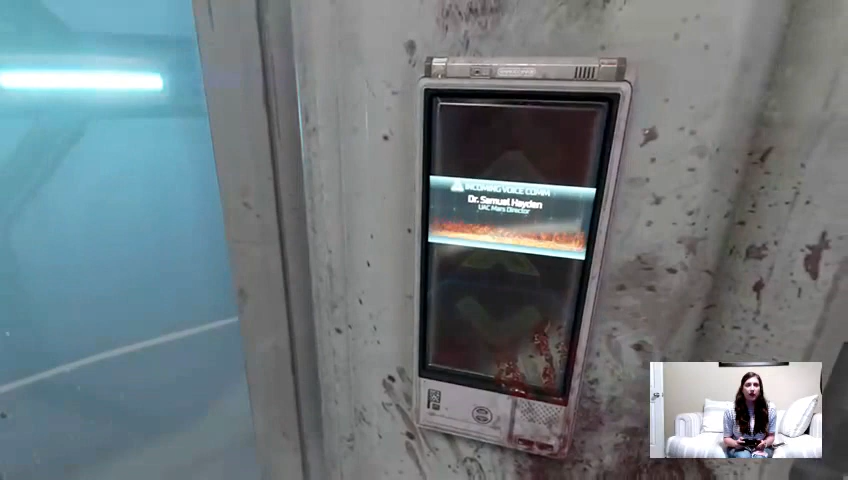 INCOMING VOICE COMM
Dr. Samuel Hayden
UAC Mars Director